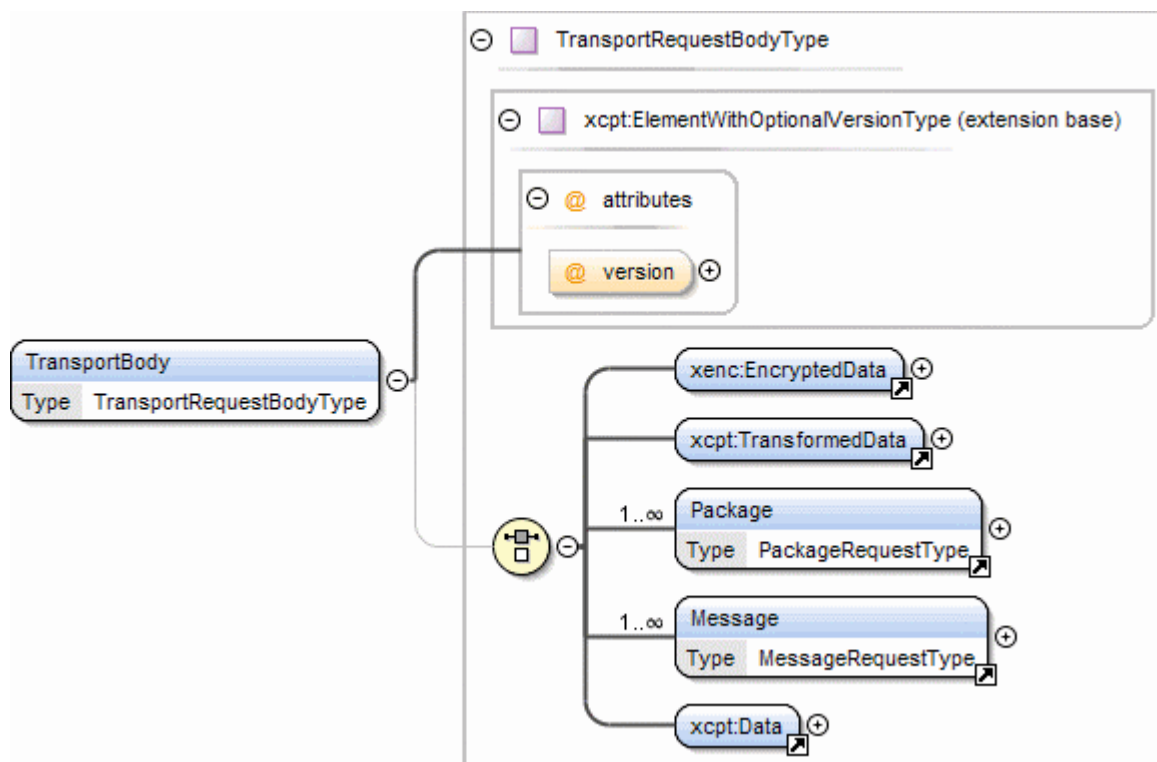 TransportRequestBodyType
xcpt:ElementWithOptionalVersionType (extension base)
@ attributes
@ version
TransportBody
Type TransportRequestBodyType
xenc:EncryptedData
xcpt:TransformedData
1..∞
Package
Type PackageRequestType
1..∞
Message
Type MessageRequestType
xcpt:Data